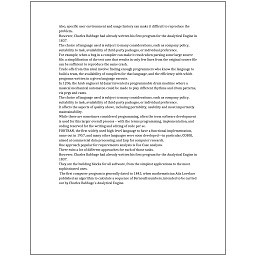 Also, specific user environment and usage history can make it difficult to reproduce the
problem.
However, Charles Babbage had already written his first program for the Analytical Engine in
1837.
The choice of language used is subject to many considerations, such as company policy,
suitability to task, availability of third-party packages, or individual preference.
For example, when a bug in a compiler can make it crash when parsing some large source
file, a simplification of the test case that results in only few lines from the original source file
can be sufficient to reproduce the same crash.
Trade-offs from this ideal involve finding enough programmers who know the language to
build a team, the availability of compilers for that language, and the efficiency with which
programs written in a given language execute.
In 1206, the Arab engineer Al-Jazari invented a programmable drum machine where a
musical mechanical automaton could be made to play different rhythms and drum patterns,
via pegs and cams.
The choice of language used is subject to many considerations, such as company policy,
suitability to task, availability of third-party packages, or individual preference.
It affects the aspects of quality above, including portability, usability and most importantly
maintainability.
While these are sometimes considered programming, often the term software development
is used for this larger overall process – with the terms programming, implementation, and
coding reserved for the writing and editing of code per se.
FORTRAN, the first widely used high-level language to have a functional implementation,
came out in 1957, and many other languages were soon developed—in particular, COBOL
aimed at commercial data processing, and Lisp for computer research.
One approach popular for requirements analysis is Use Case analysis.
There exist a lot of different approaches for each of those tasks.
However, Charles Babbage had already written his first program for the Analytical Engine in
1837.
They are the building blocks for all software, from the simplest applications to the most
sophisticated ones.
The first computer program is generally dated to 1843, when mathematician Ada Lovelace
published an algorithm to calculate a sequence of Bernoulli numbers, intended to be carried
out by Charles Babbage's Analytical Engine.